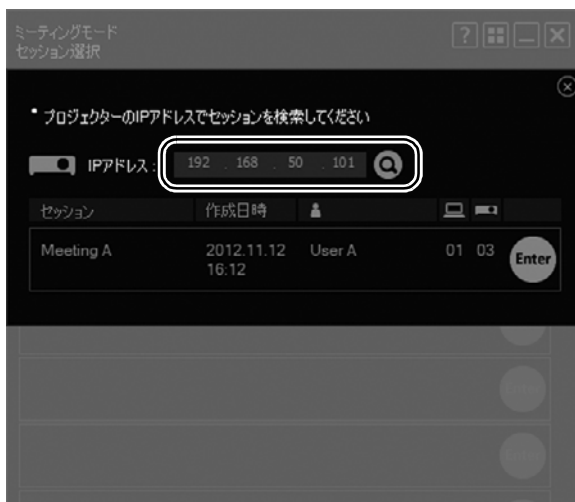 ミーティングモード
セッション選択
?
プロジェクターのIPアドレスでセッションを検索してください
IPアドレス : 192 . 168 . 50 . 101
セッション 作成日時
Meeting A 2012.11.12 User A 01 03 Enter
16:12
Enter
Enter